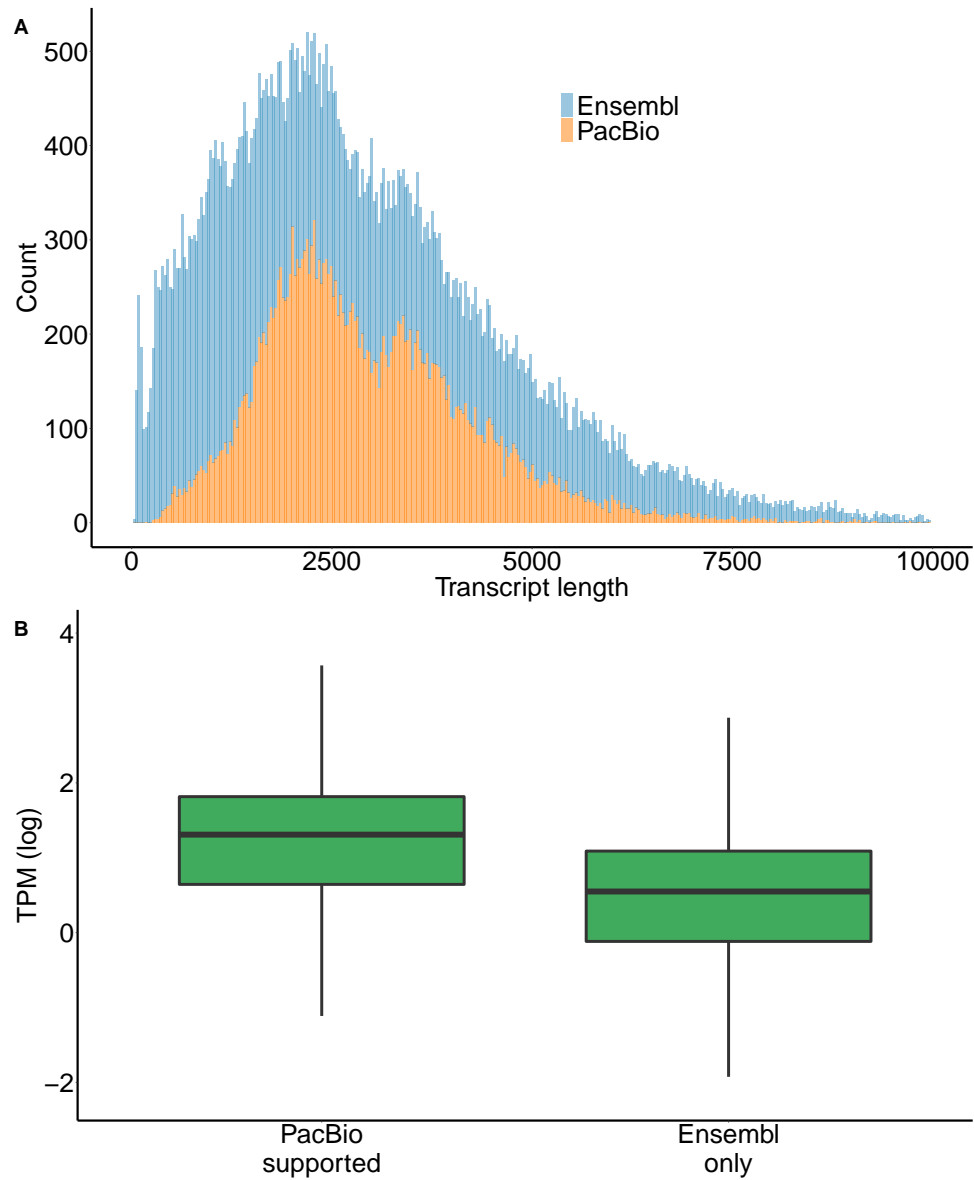 A
500
400
300
200
100
0
Count
Ensembl
PacBio
0 2500 5000 7500 10000
Transcript length
B
4
2
0
−2
TPM (log)
PacBio supported
Ensembl only